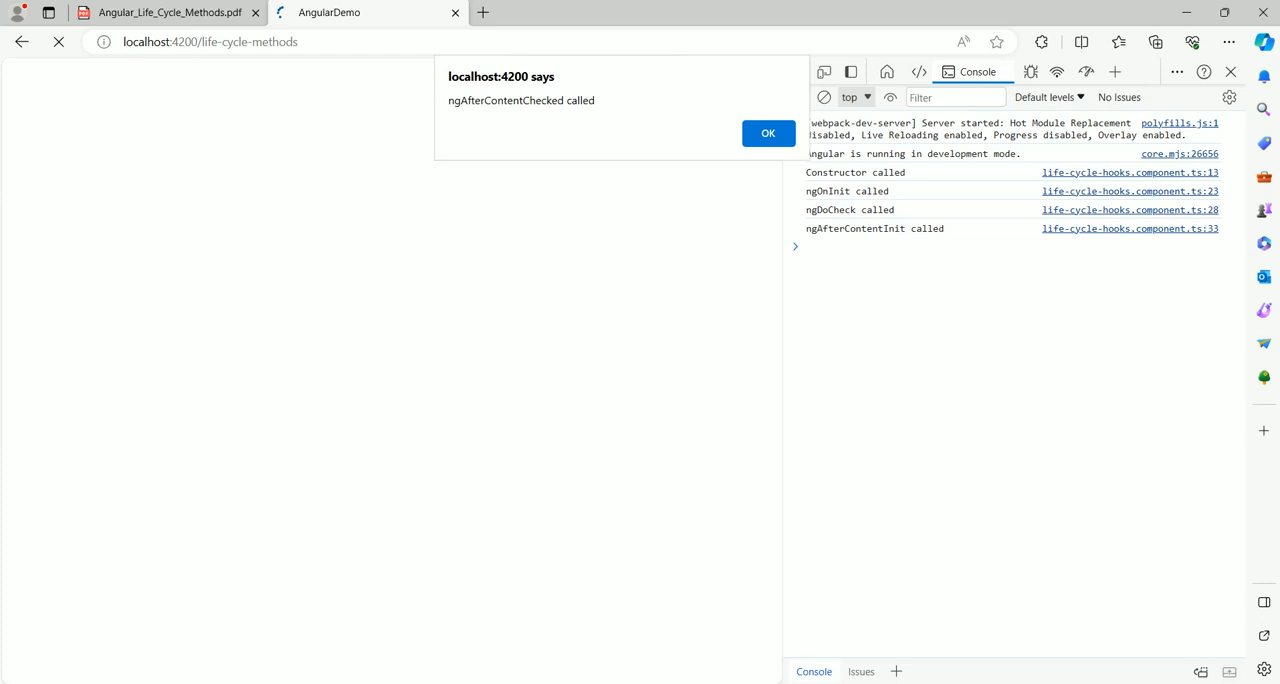 Angular_Life_Cycle_Methods.pdf
AngularDemo
localhost:4200/life-cycle-methods
localhost:4200 says
ngAfterContentChecked called
OK
Console
top
Filter
Default levels
No Issues
webpack-dev-server] Server started: Hot Module Replacement polyfills.js:1
isabled, Live Reloading enabled, Progress disabled, Overlay enabled.
ngular is running in development mode. core.mjs:26656
Constructor called life-cycle-hooks.component.ts:13
ngOnInit called life-cycle-hooks.component.ts:23
ngDoCheck called life-cycle-hooks.component.ts:28
ngAfterContentInit called life-cycle-hooks.component.ts:33
Console
Issues